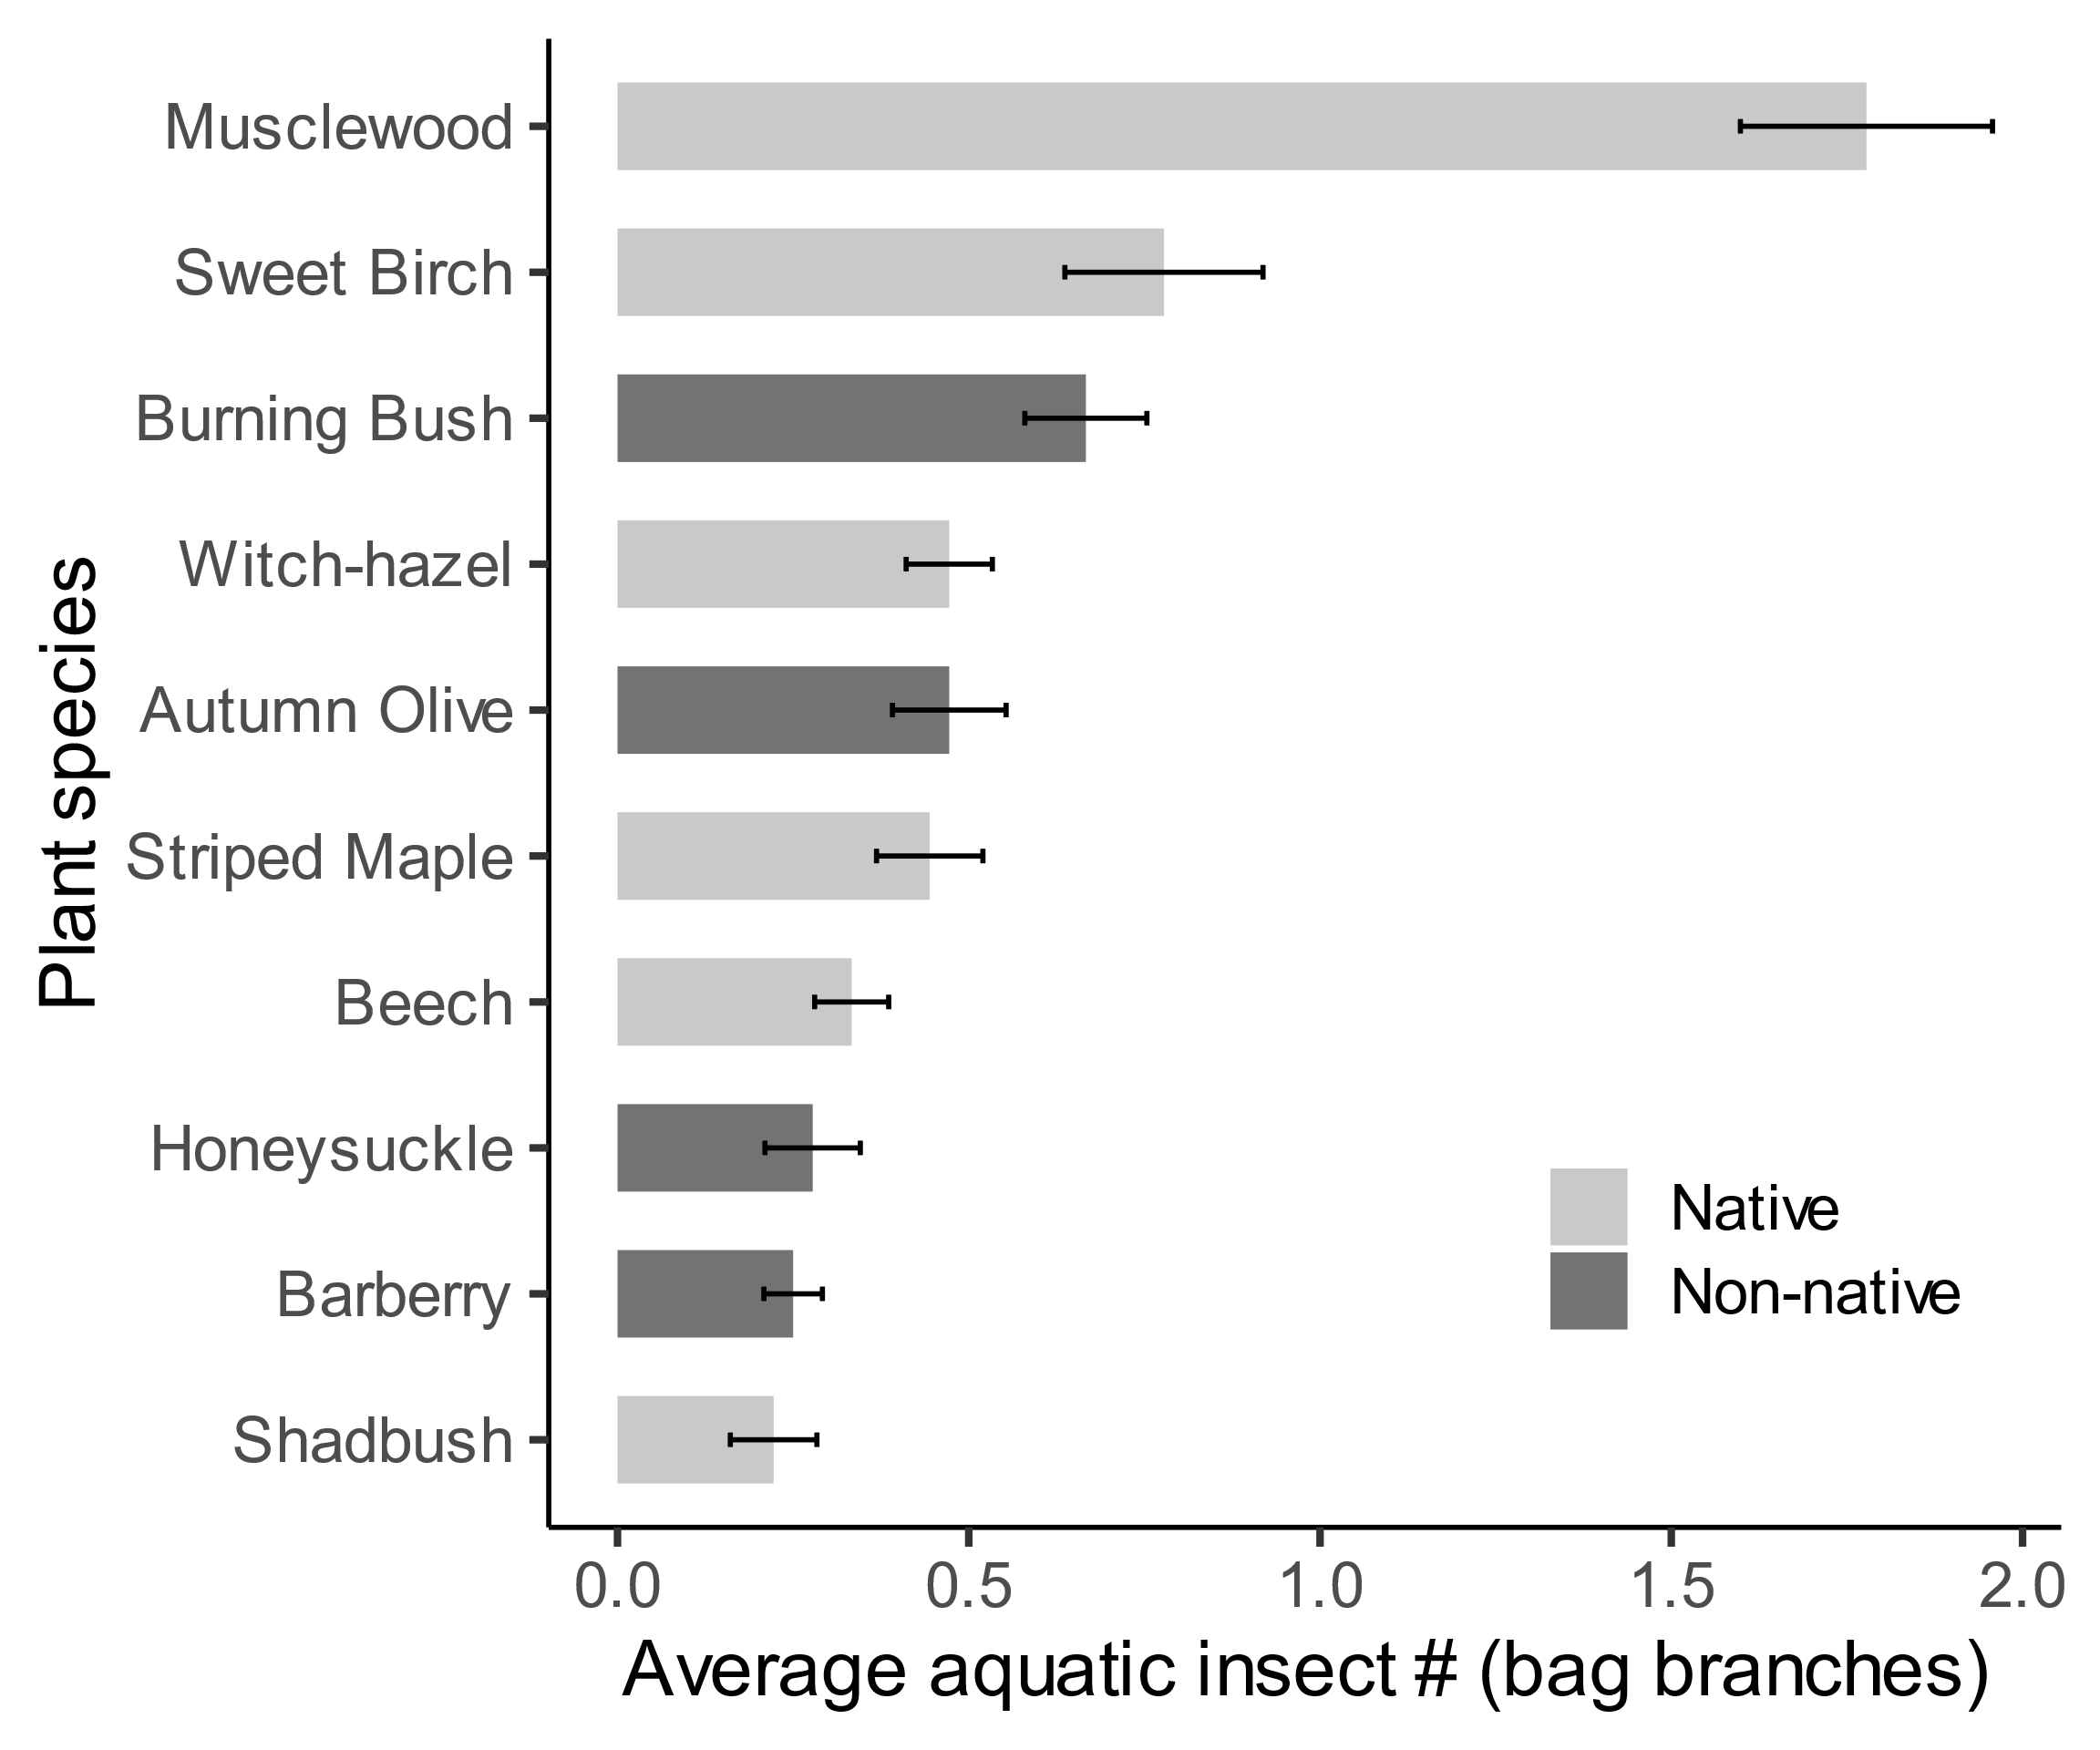 Musclewood
Sweet Birch
Burning Bush
Witch-hazel
Autumn Olive
Striped Maple
Beech
Honeysuckle
Barberry
Shadbush
Plant species
Native
Non-native
0.0 0.5 1.0 1.5 2.0
Average aquatic insect # (bag branches)